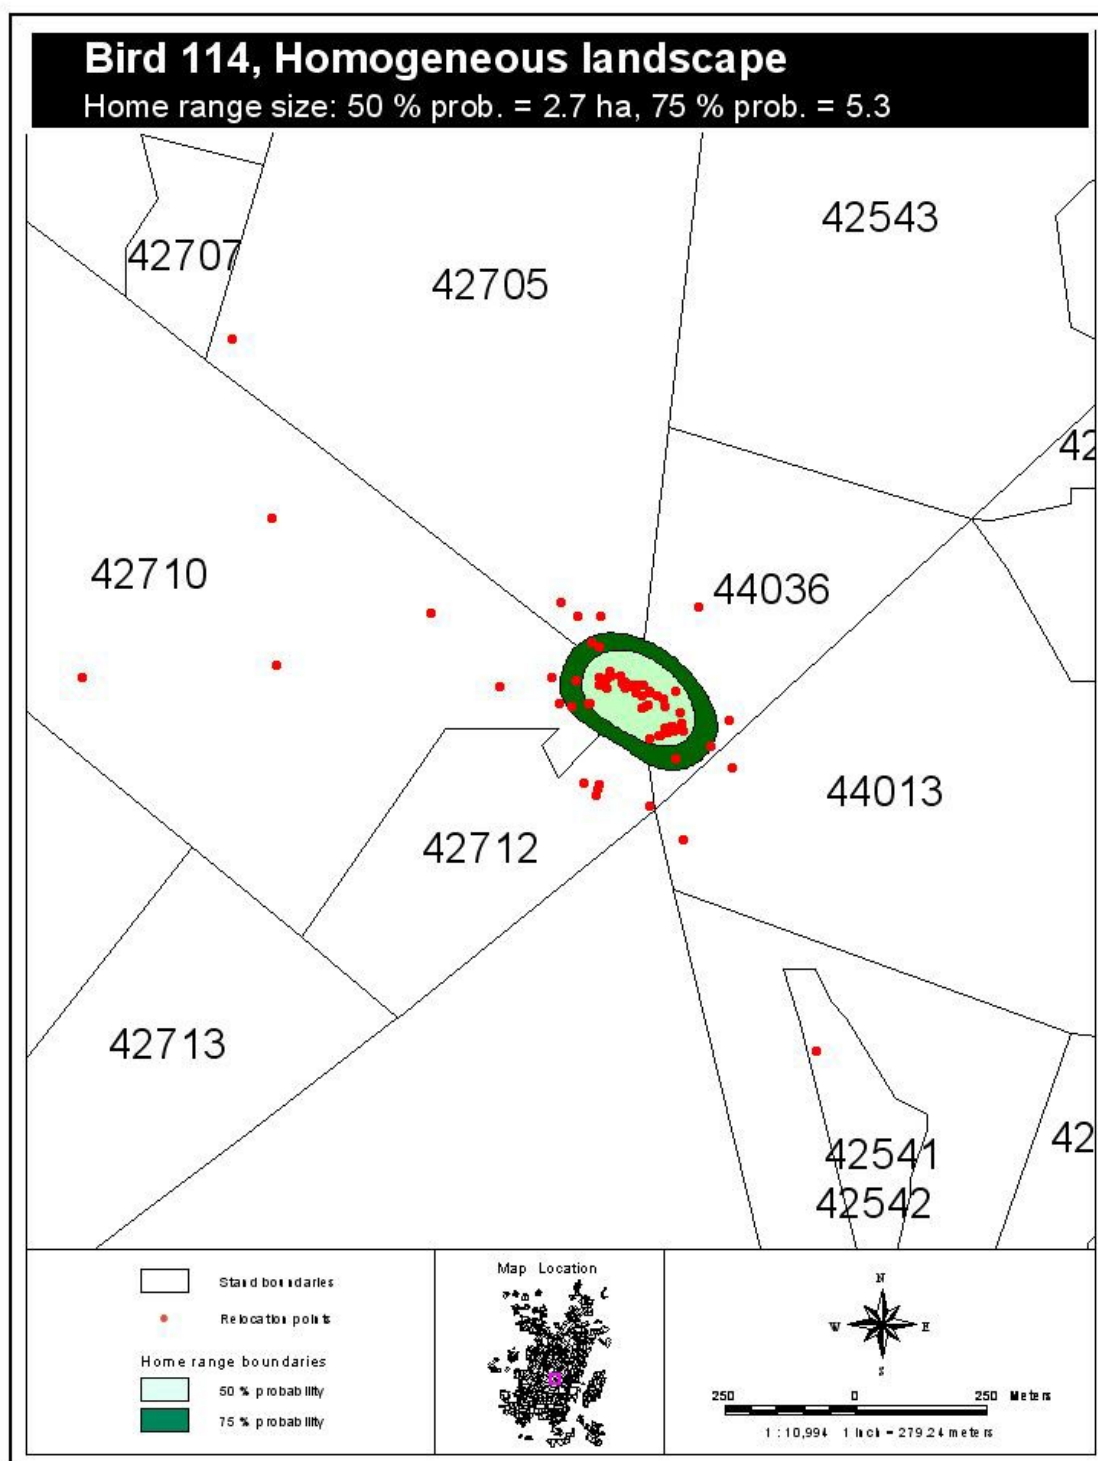 Bird 114, Homogeneous landscape
Home range size: 50 % prob. = 2.7 ha, 75 % prob. = 5.3
42543
42707
42705
42
42710
44036
44013
42712
42713
42
42541
42542
Stand boundaries
Relocation points
Home range boundaries
50 % probability
75 % probability
Map Location
N
W E
S
250 0 250 Meters
1 : 10,994 1 Inch = 279.24 meters